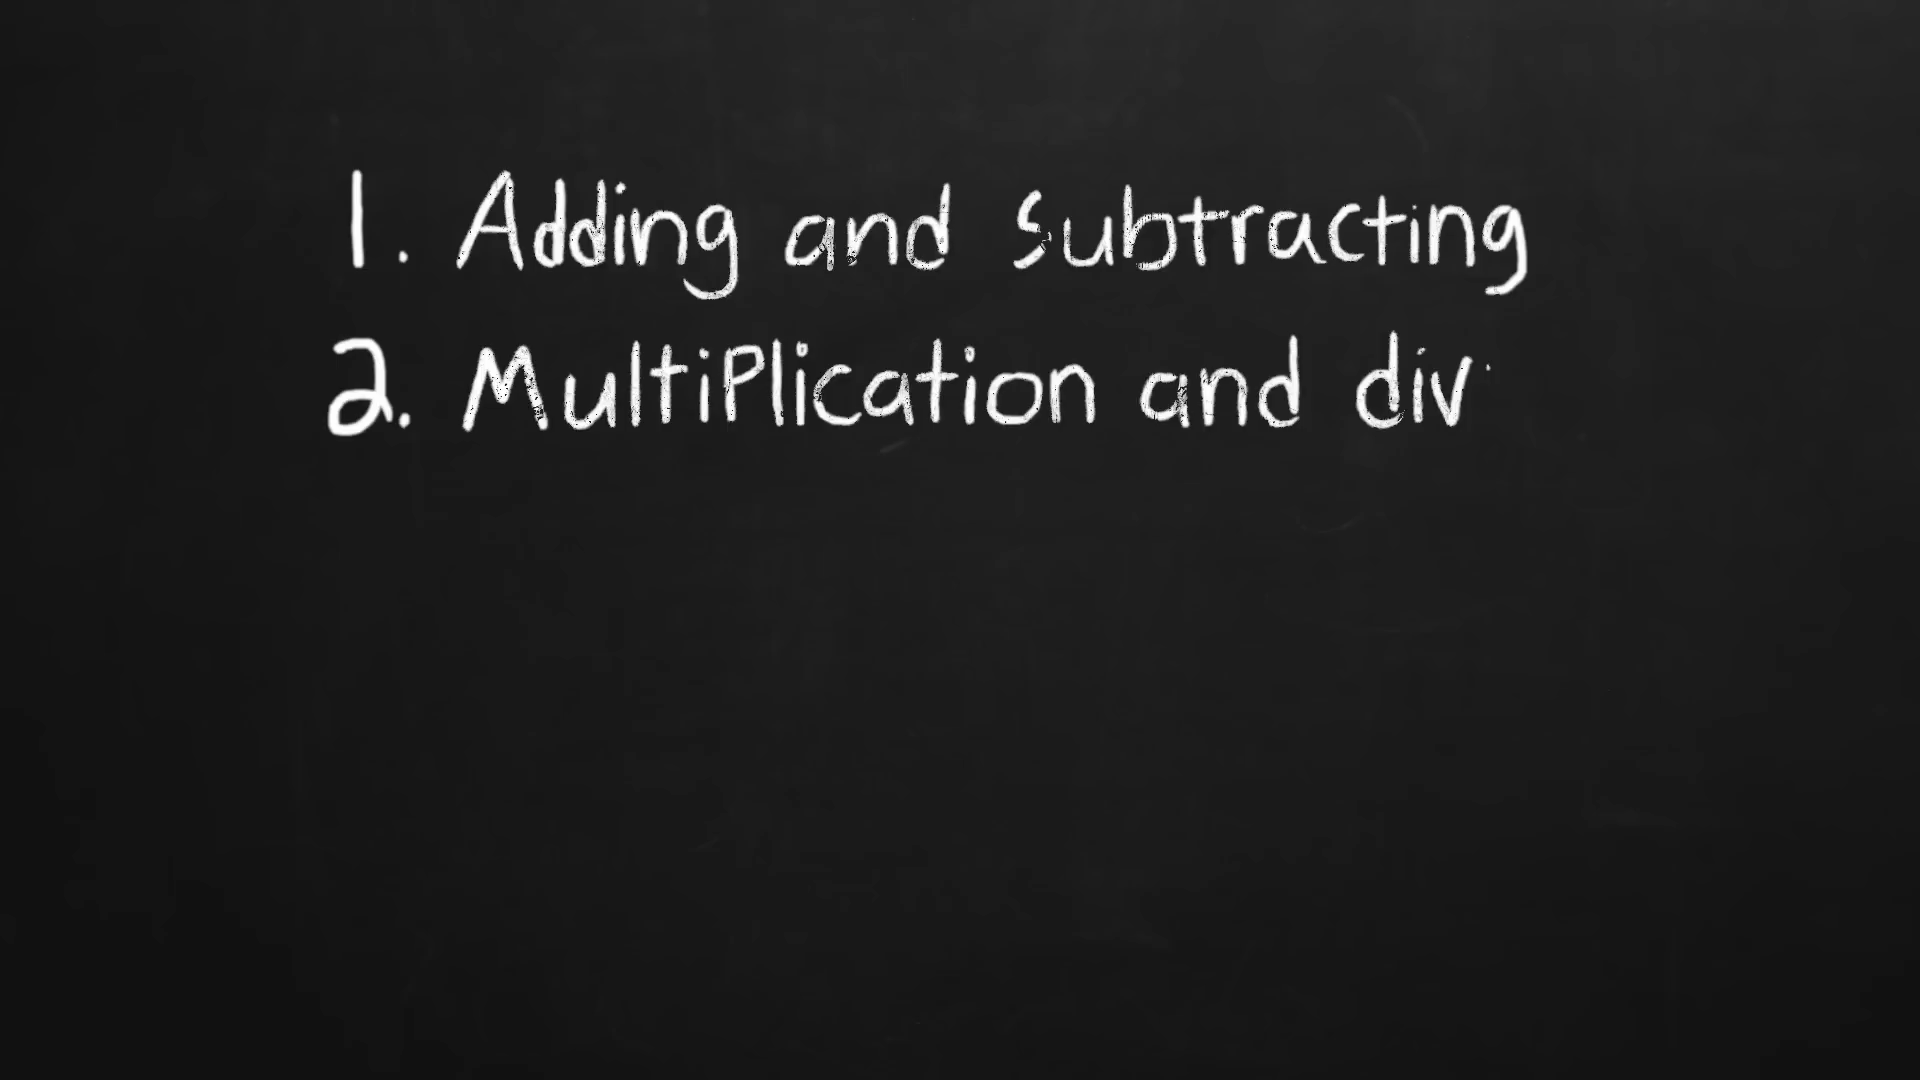 1. Adding and Subtracting
2. Multiplication and div